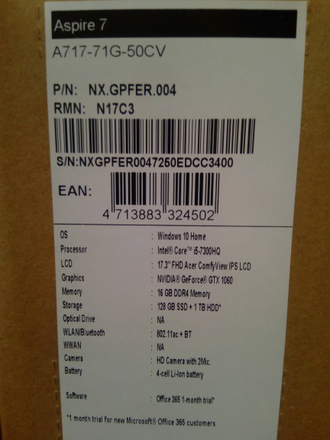 Aspire 7
A717-71G-50CV
P/N: NX.GPFER.004
RMN: N17C3
S/N:NXGPFER0047250EDCC3400
EAN:
4 713883 324502
OS : Windows 10 Home
Processor : Intel® Core™ i5-7300HQ
LCD : 17.3" FHD Acer ComfyView IPS LCD
Graphics : NVIDIA® GeForce® GTX 1060
Memory : 16 GB DDR4 Memory
Storage : 128 GB SSD + 1 TB HDD*
Optical Drive : NA
WLAN/Bluetooth : 802.11ac + BT
WWAN : NA
Camera : HD Camera with 2Mic.
Battery : 4-cell Li-Ion battery
Software : Office 365 1-month trial*
*1 month trial for new Microsoft® Office 365 customers